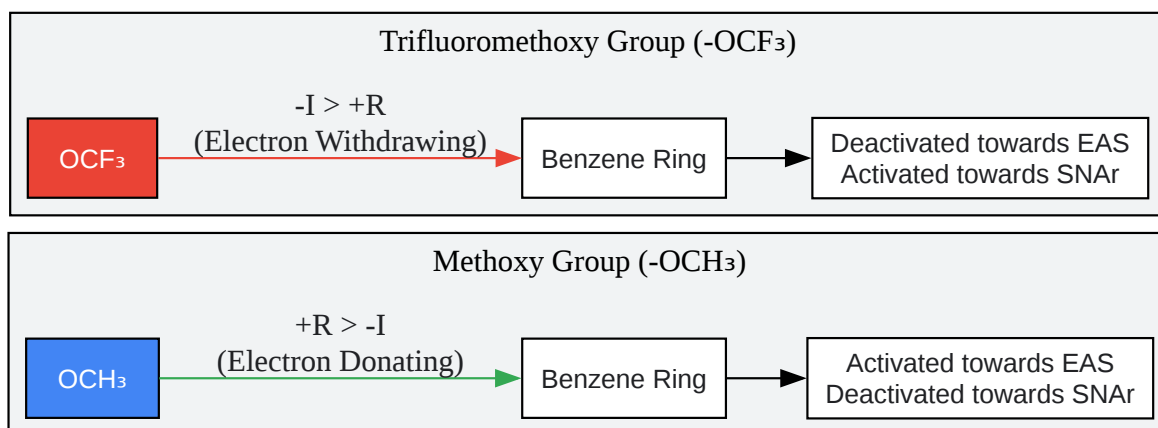 Trifluoromethoxy Group (-OCF₃)
-I > +R
(Electron Withdrawing)
OCF₃
Benzene Ring
Deactivated towards EAS
Activated towards SNAr
Methoxy Group (-OCH₃)
+R > -I
(Electron Donating)
OCH₃
Benzene Ring
Activated towards EAS
Deactivated towards SNAr